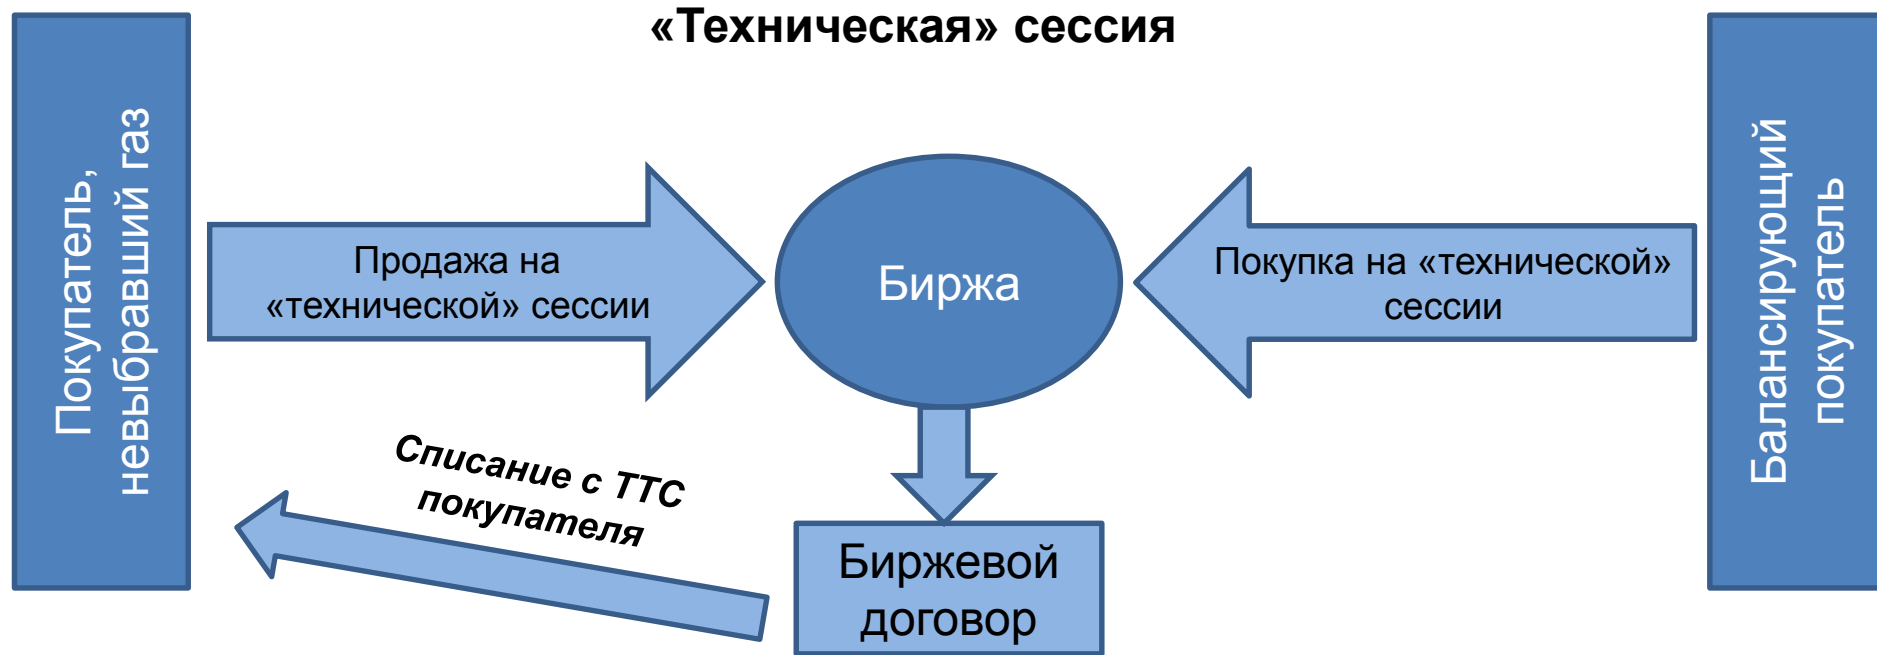 «Техническая» сессия
Покупатель,
невыбравший газ
Продажа на
«технической» сессии
Биржа
Покупка на «технической»
сессии
Балансирующий
покупатель
Списание с ТТС
покупателя
Биржевой
договор